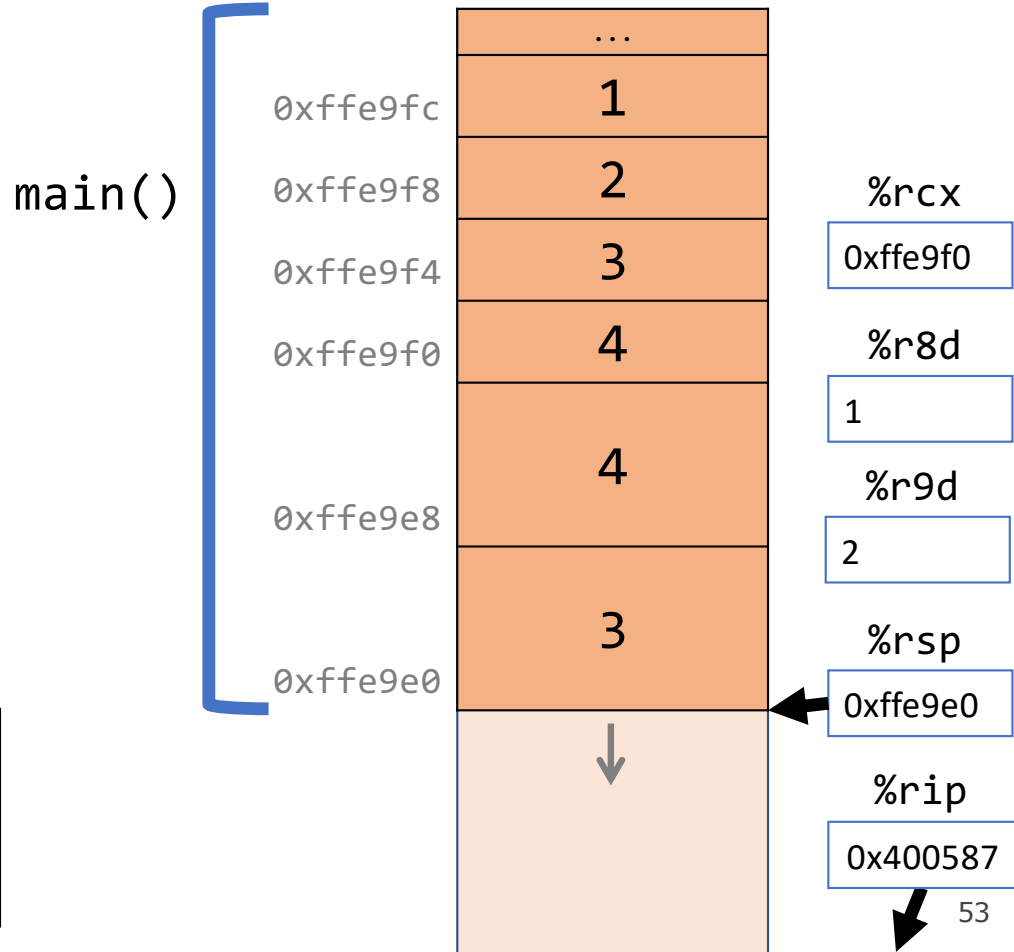 ...
0xffe9fc 1
main() 0xffe9f8 2 %rcx
0xffe9f0
0xffe9f4 3
0xffe9f0 4 %r8d
1
4
%r9d
0xffe9e8
2
3 %rsp
0xffe9e0 0xffe9e0
%rip
0x400587
53